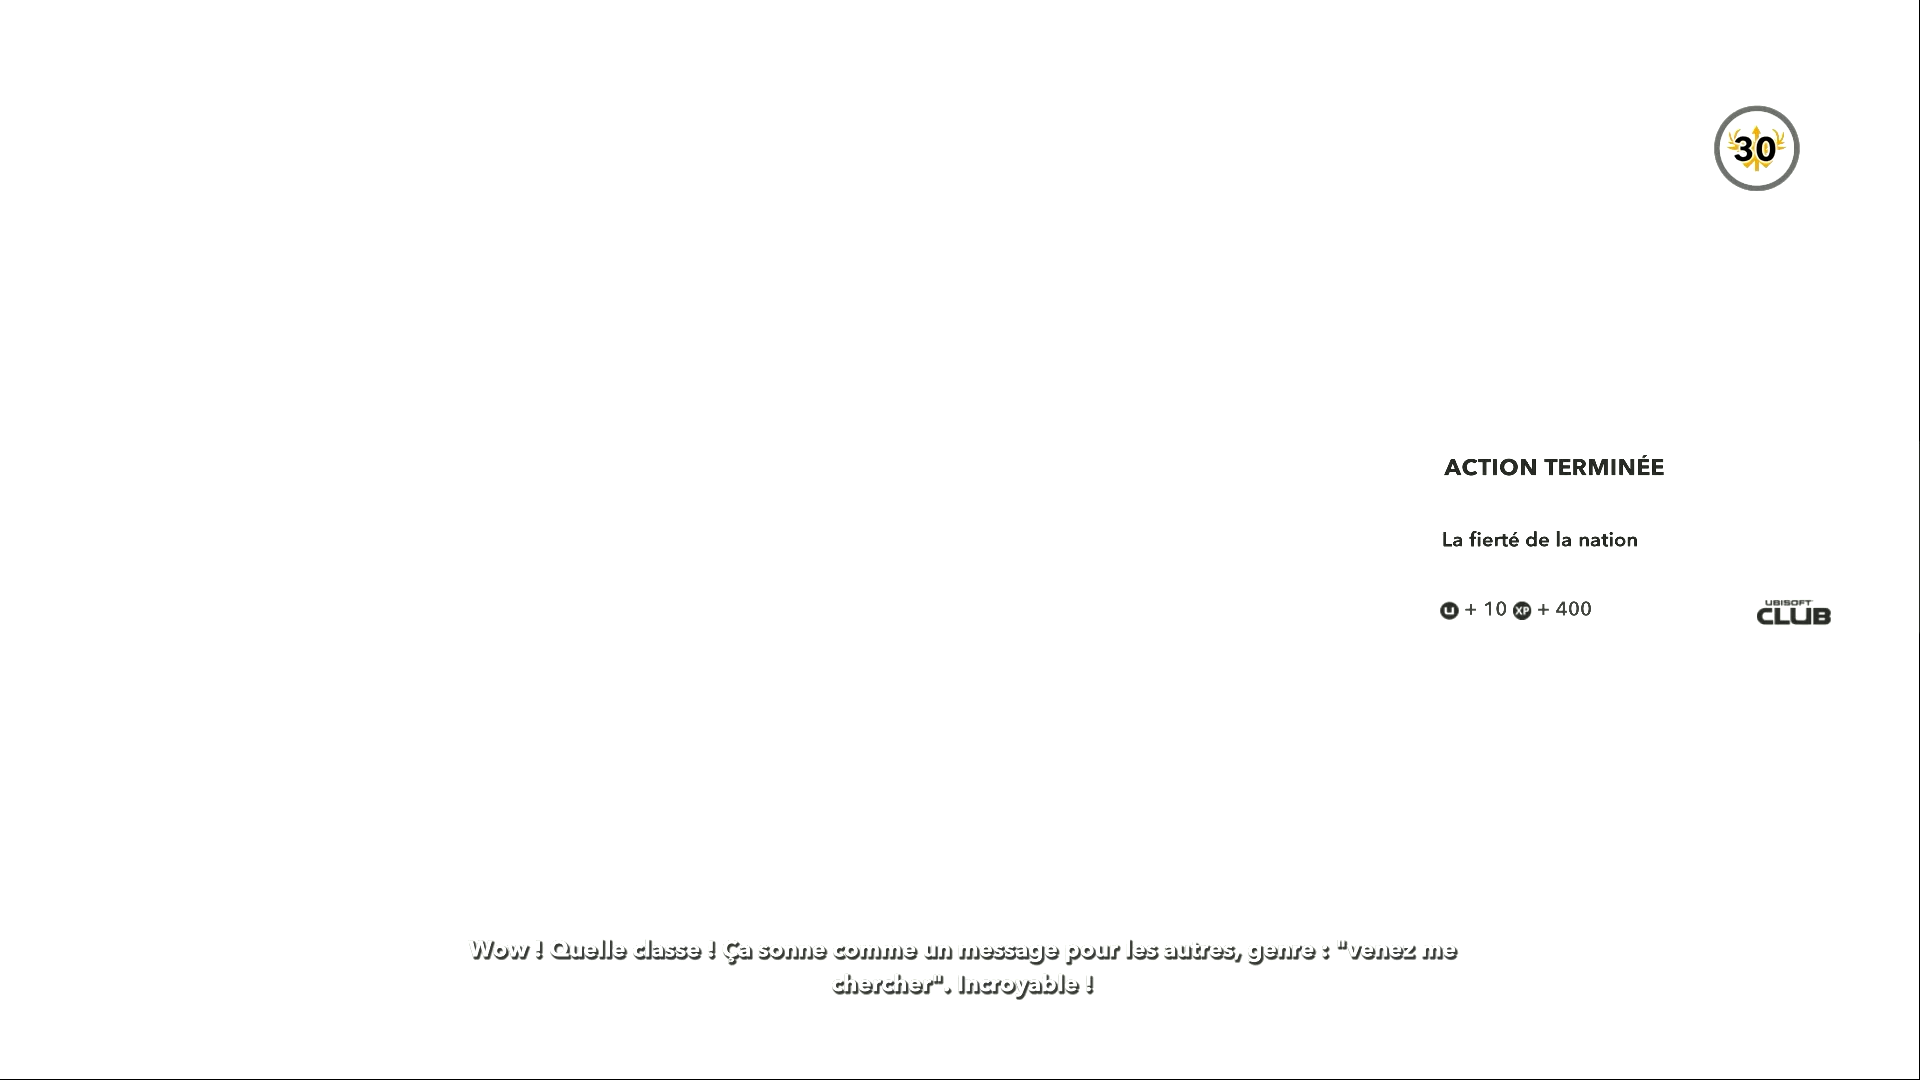 30
ACTION TERMINÉE
La fierté de la nation
U + 10 XP + 400
UBISOFT
CLUB
Wow ! Quelle classe ! Ça sonne comme un message pour les autres, genre : "venez me
chercher". Incroyable !